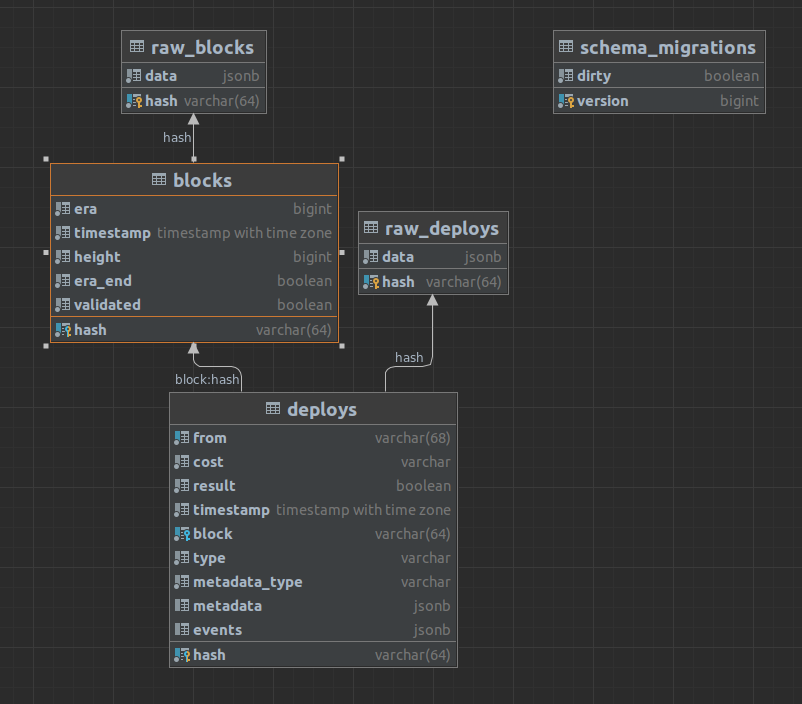 raw_blocks
data jsonb
hash varchar(64)
schema_migrations
dirty boolean
version bigint
hash
blocks
era bigint
timestamp timestamp with time zone
height bigint
era_end boolean
validated boolean
hash varchar(64)
raw_deploys
data jsonb
hash varchar(64)
hash
block:hash
deploys
from varchar(68)
cost varchar
result boolean
timestamp timestamp with time zone
block varchar(64)
type varchar
metadata_type varchar
metadata jsonb
events jsonb
hash varchar(64)